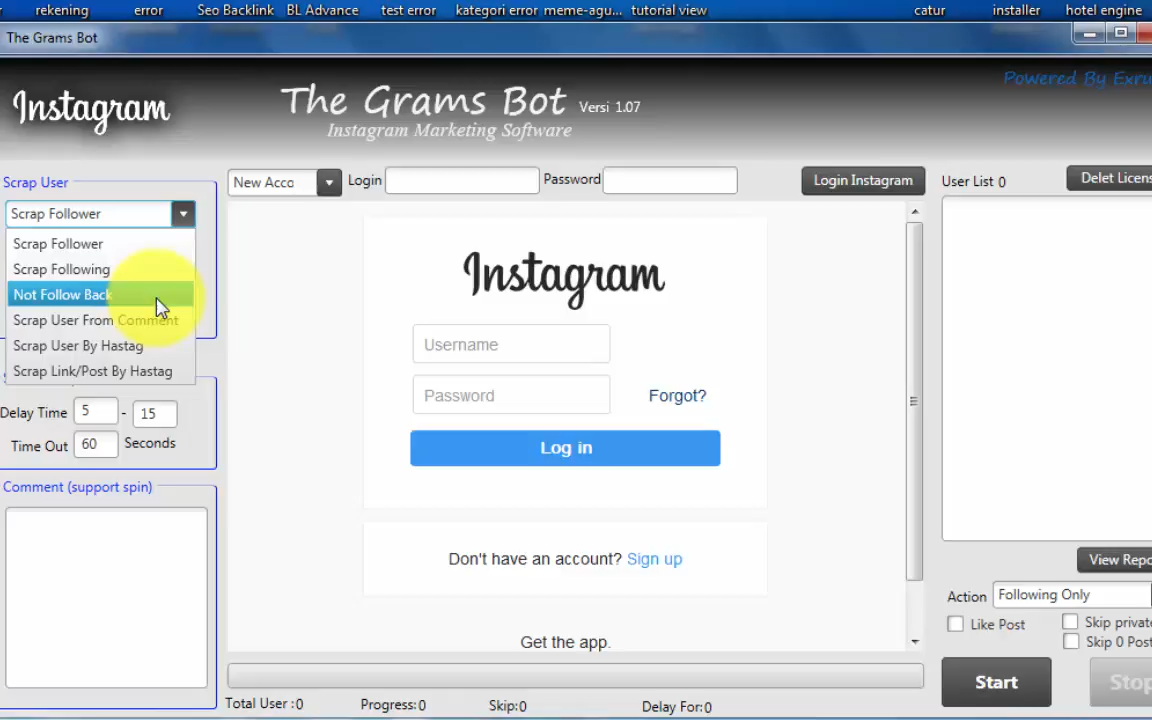 rekening error Seo Backlink BL Advance test error kategori error meme-agu... tutorial view catur installer hotel engine
The Grams Bot
Powered By Exru
Instagram
The Grams Bot Versi 1.07
Instagram Marketing Software
Scrap User
New Acco Login Password Login Instagram User List 0 Delet Licens
Scrap Follower
Scrap Follower
Scrap Following
Not Follow Back
Scrap User From Comment
Scrap User By Hastag
Scrap Link/Post By Hastag
Delay Time 5 - 15
Time Out 60 Seconds
Comment (support spin)
Instagram
Username
Password Forgot?
Log in
Don't have an account? Sign up
Get the app.
View Repo
Action Following Only
Like Post Skip private
Skip 0 Post
Start Stop
Total User :0 Progress:0 Skip:0 Delay For:0